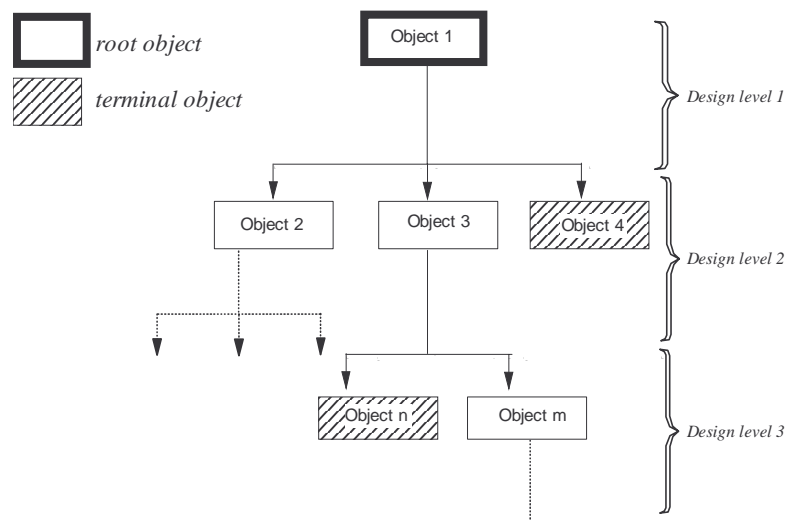 root object
terminal object
Object 1
Design level 1
Object 2
Object 3
Object 4
Design level 2
Object n
Object m
Design level 3